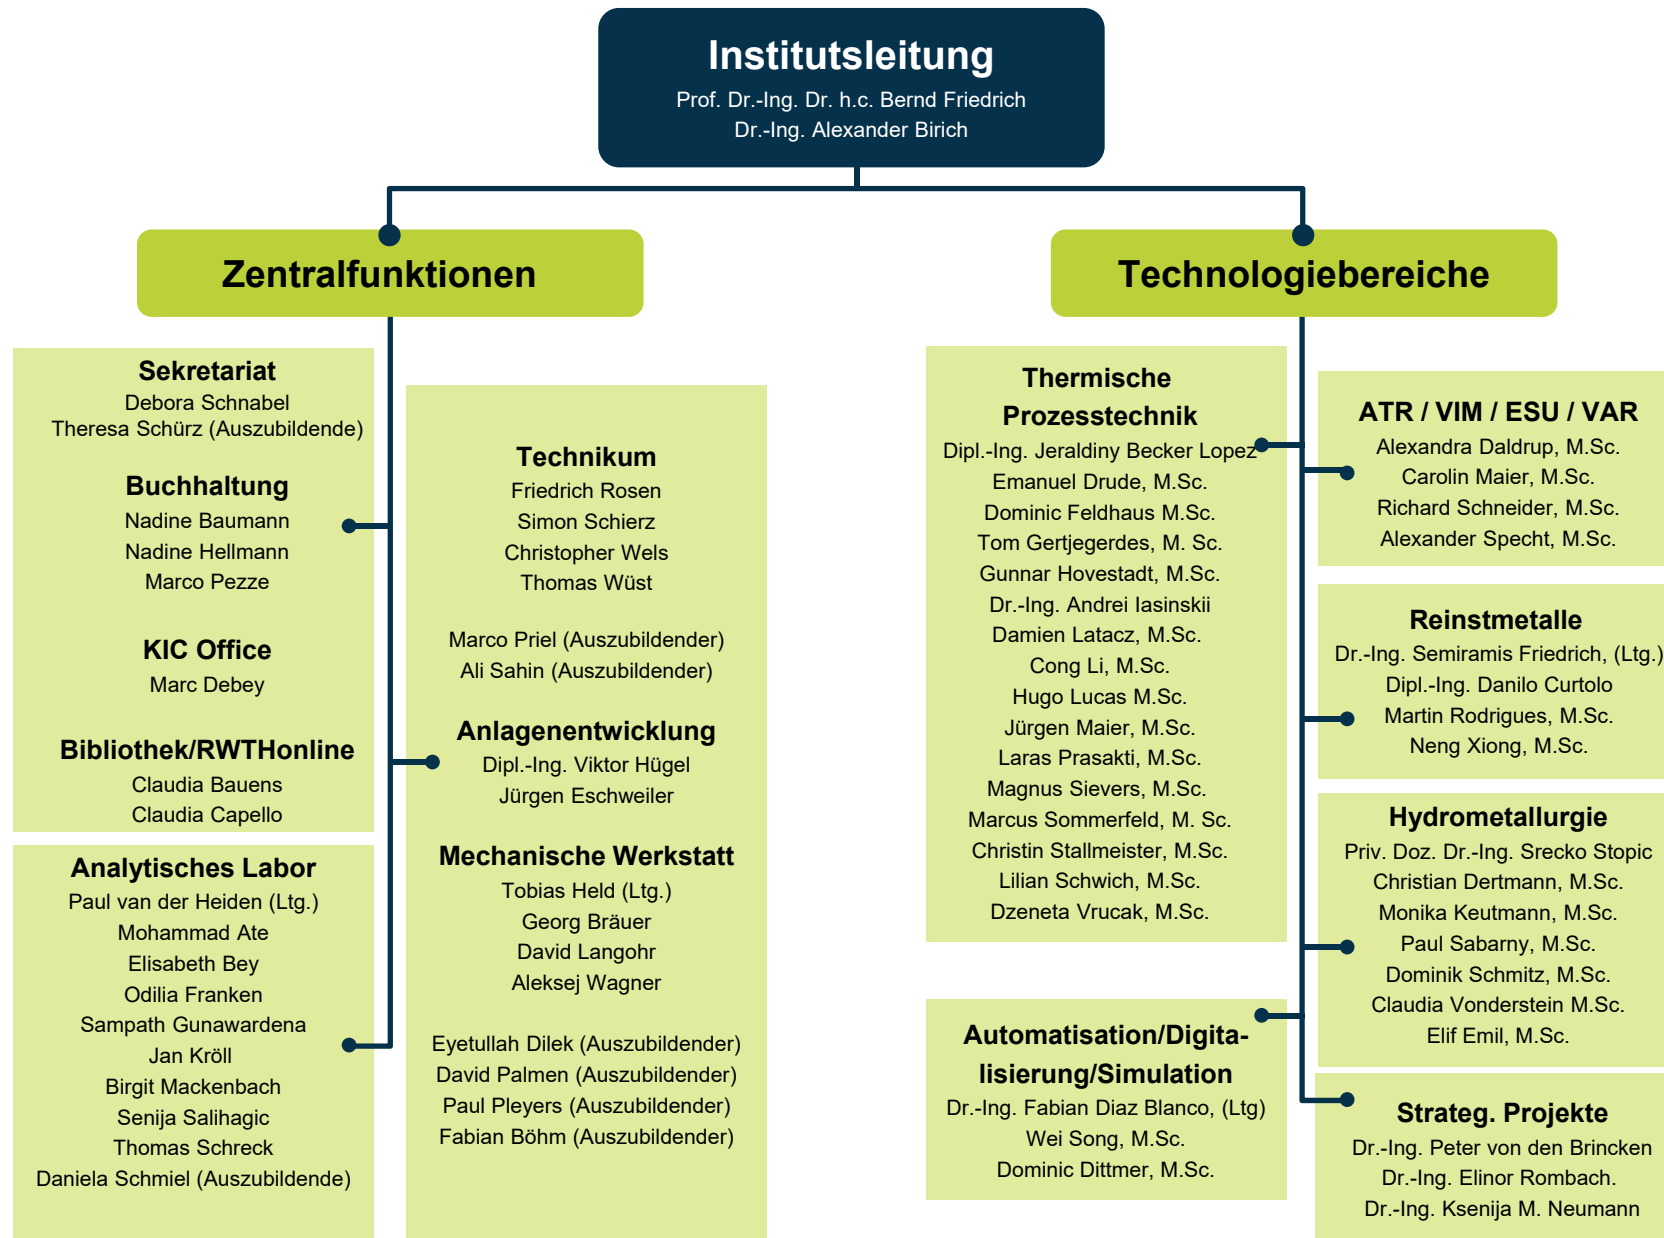 Institutsleitung
Prof. Dr.-Ing. Dr. h.c. Bernd Friedrich
Dr.-Ing. Alexander Birich
Zentralfunktionen
Sekretariat
Debora Schnabel
Theresa Schürz (Auszubildende)
Buchhaltung
Nadine Baumann
Nadine Hellmann
Marco Pezze
KIC Office
Marc Debey
Bibliothek/RWTHonline
Claudia Bauens
Claudia Capello
Analytisches Labor
Paul van der Heiden (Ltg.)
Mohammad Ate
Elisabeth Bey
Odilia Franken
Sampath Gunawardena
Jan Kröll
Birgit Mackenbach
Senija Salihagic
Thomas Schreck
Daniela Schmiel (Auszubildende)
Technikum
Friedrich Rosen
Simon Schierz
Christopher Wels
Thomas Wüst
Marco Priel (Auszubildender)
Ali Sahin (Auszubildender)
Anlagenentwicklung
Dipl.-Ing. Viktor Hügel
Jürgen Eschweiler
Mechanische Werkstatt
Tobias Held (Ltg.)
Georg Bräuer
David Langohr
Aleksej Wagner
Eyetullah Dilek (Auszubildender)
David Palmen (Auszubildender)
Paul Pleyers (Auszubildender)
Fabian Böhm (Auszubildender)
Technologiebereiche
Thermische
Prozesstechnik
Dipl.-Ing. Jeraldiny Becker Lopez
Emanuel Drude, M.Sc.
Dominic Feldhaus M.Sc.
Tom Gertjegerdes, M. Sc.
Gunnar Hovestadt, M.Sc.
Dr.-Ing. Andrei Iasinskii
Damien Latacz, M.Sc.
Cong Li, M.Sc.
Hugo Lucas M.Sc.
Jürgen Maier, M.Sc.
Laras Prasakti, M.Sc.
Magnus Sievers, M.Sc.
Marcus Sommerfeld, M. Sc.
Christin Stallmeister, M.Sc.
Lilian Schwich, M.Sc.
Dzeneta Vrucak, M.Sc.
Automatisation/Digita-
lisierung/Simulation
Dr.-Ing. Fabian Diaz Blanco, (Ltg)
Wei Song, M.Sc.
Dominic Dittmer, M.Sc.
ATR / VIM / ESU / VAR
Alexandra Daldrup, M.Sc.
Carolin Maier, M.Sc.
Richard Schneider, M.Sc.
Alexander Specht, M.Sc.
Reinstmetalle
Dr.-Ing. Semiramis Friedrich, (Ltg.)
Dipl.-Ing. Danilo Curtolo
Martin Rodrigues, M.Sc.
Neng Xiong, M.Sc.
Hydrometallurgie
Priv. Doz. Dr.-Ing. Srecko Stopic
Christian Dertmann, M.Sc.
Monika Keutmann, M.Sc.
Paul Sabarny, M.Sc.
Dominik Schmitz, M.Sc.
Claudia Vonderstein M.Sc.
Elif Emil, M.Sc.
Strateg. Projekte
Dr.-Ing. Peter von den Brincken
Dr.-Ing. Elinor Rombach.
Dr.-Ing. Ksenija M. Neumann